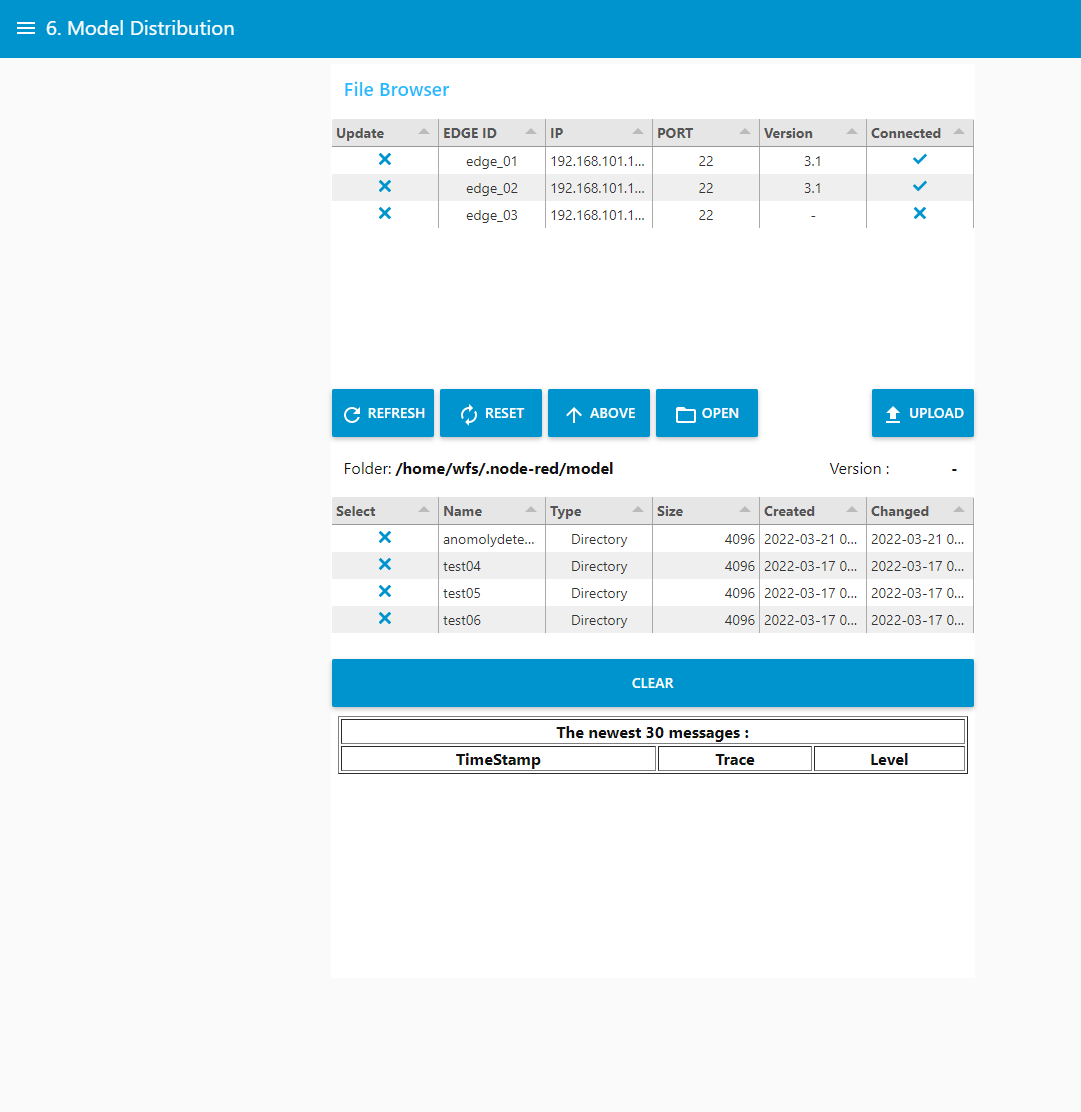 6. Model Distribution
File Browser
Update EDGE ID IP PORT Version Connected
edge_01 192.168.101.1... 22 3.1
edge_02 192.168.101.1... 22 3.1
edge_03 192.168.101.1... 22 -
REFRESH RESET ABOVE OPEN UPLOAD
Folder: /home/wfs/.node-red/model Version : -
Select Name Type Size Created Changed
anomolydete... Directory 4096 2022-03-21 0... 2022-03-21 0...
test04 Directory 4096 2022-03-17 0... 2022-03-17 0...
test05 Directory 4096 2022-03-17 0... 2022-03-17 0...
test06 Directory 4096 2022-03-17 0... 2022-03-17 0...
CLEAR
The newest 30 messages :
TimeStamp Trace Level